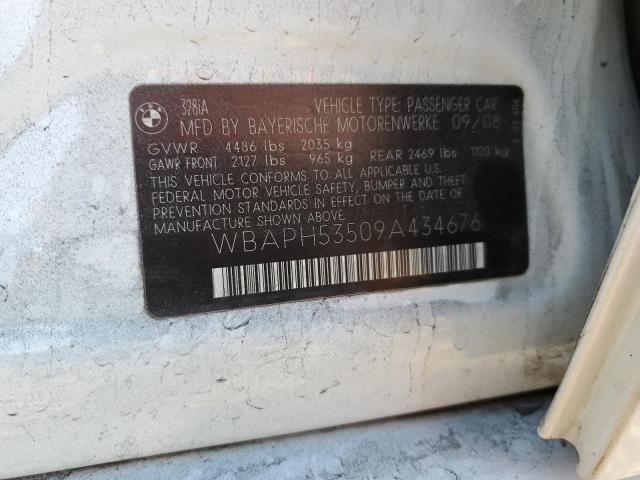 BMW
328iA VEHICLE TYPE: PASSENGER CAR
MFD BY BAYERISCHE MOTORENWERKE 09/08
GVWR 4486 lbs 2035 kg
GAWR FRONT 2127 lbs 965 kg REAR 2469 lbs 1120 kg
THIS VEHICLE CONFORMS TO ALL APPLICABLE U.S.
FEDERAL MOTOR VEHICLE SAFETY, BUMPER AND THEFT
PREVENTION STANDARDS IN EFFECT ON THE DATE OF
MANUFACTURE SHOWN ABOVE.
WBAPH53509A434676